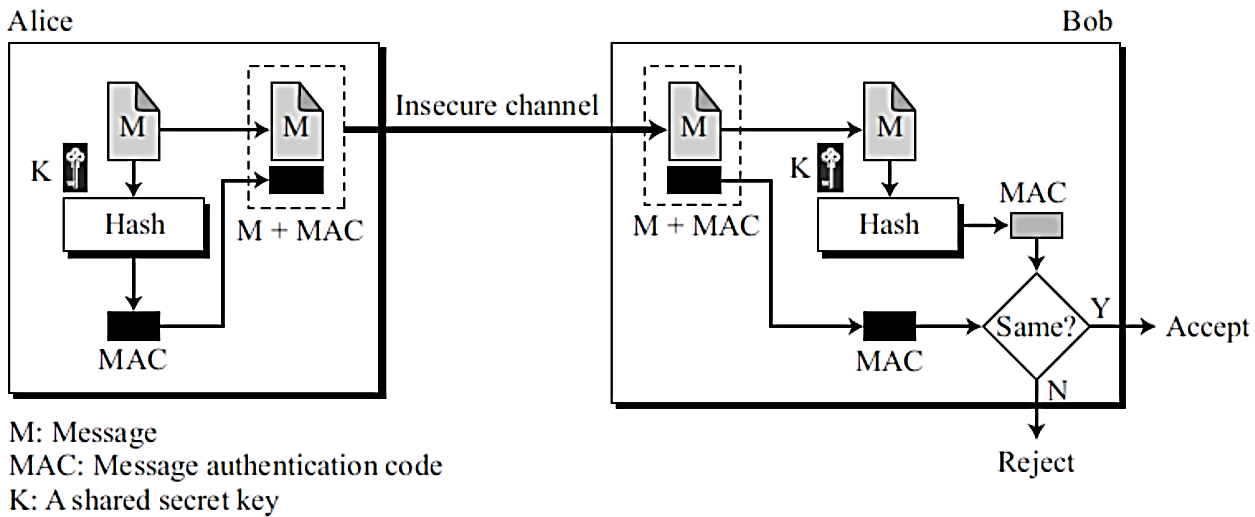 Alice
Bob
M
M
Insecure channel
M
M
K
K
Hash
M + MAC
M + MAC
Hash
MAC
MAC
MAC
Same?
Y
Accept
N
Reject
M: Message
MAC: Message authentication code
K: A shared secret key